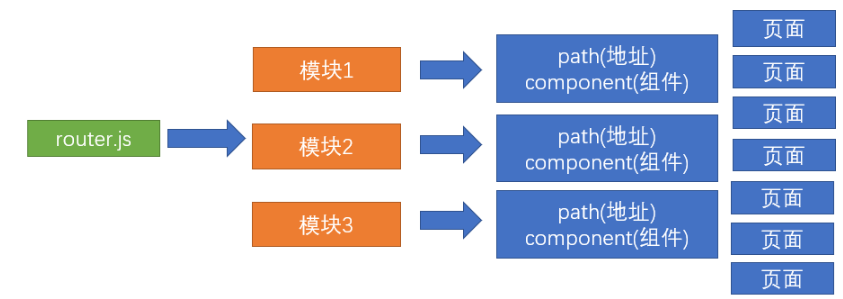 router.js
模块1
path(地址)
component(组件)
模块2
path(地址)
component(组件)
模块3
path(地址)
component(组件)
页面
页面
页面
页面
页面
页面
页面